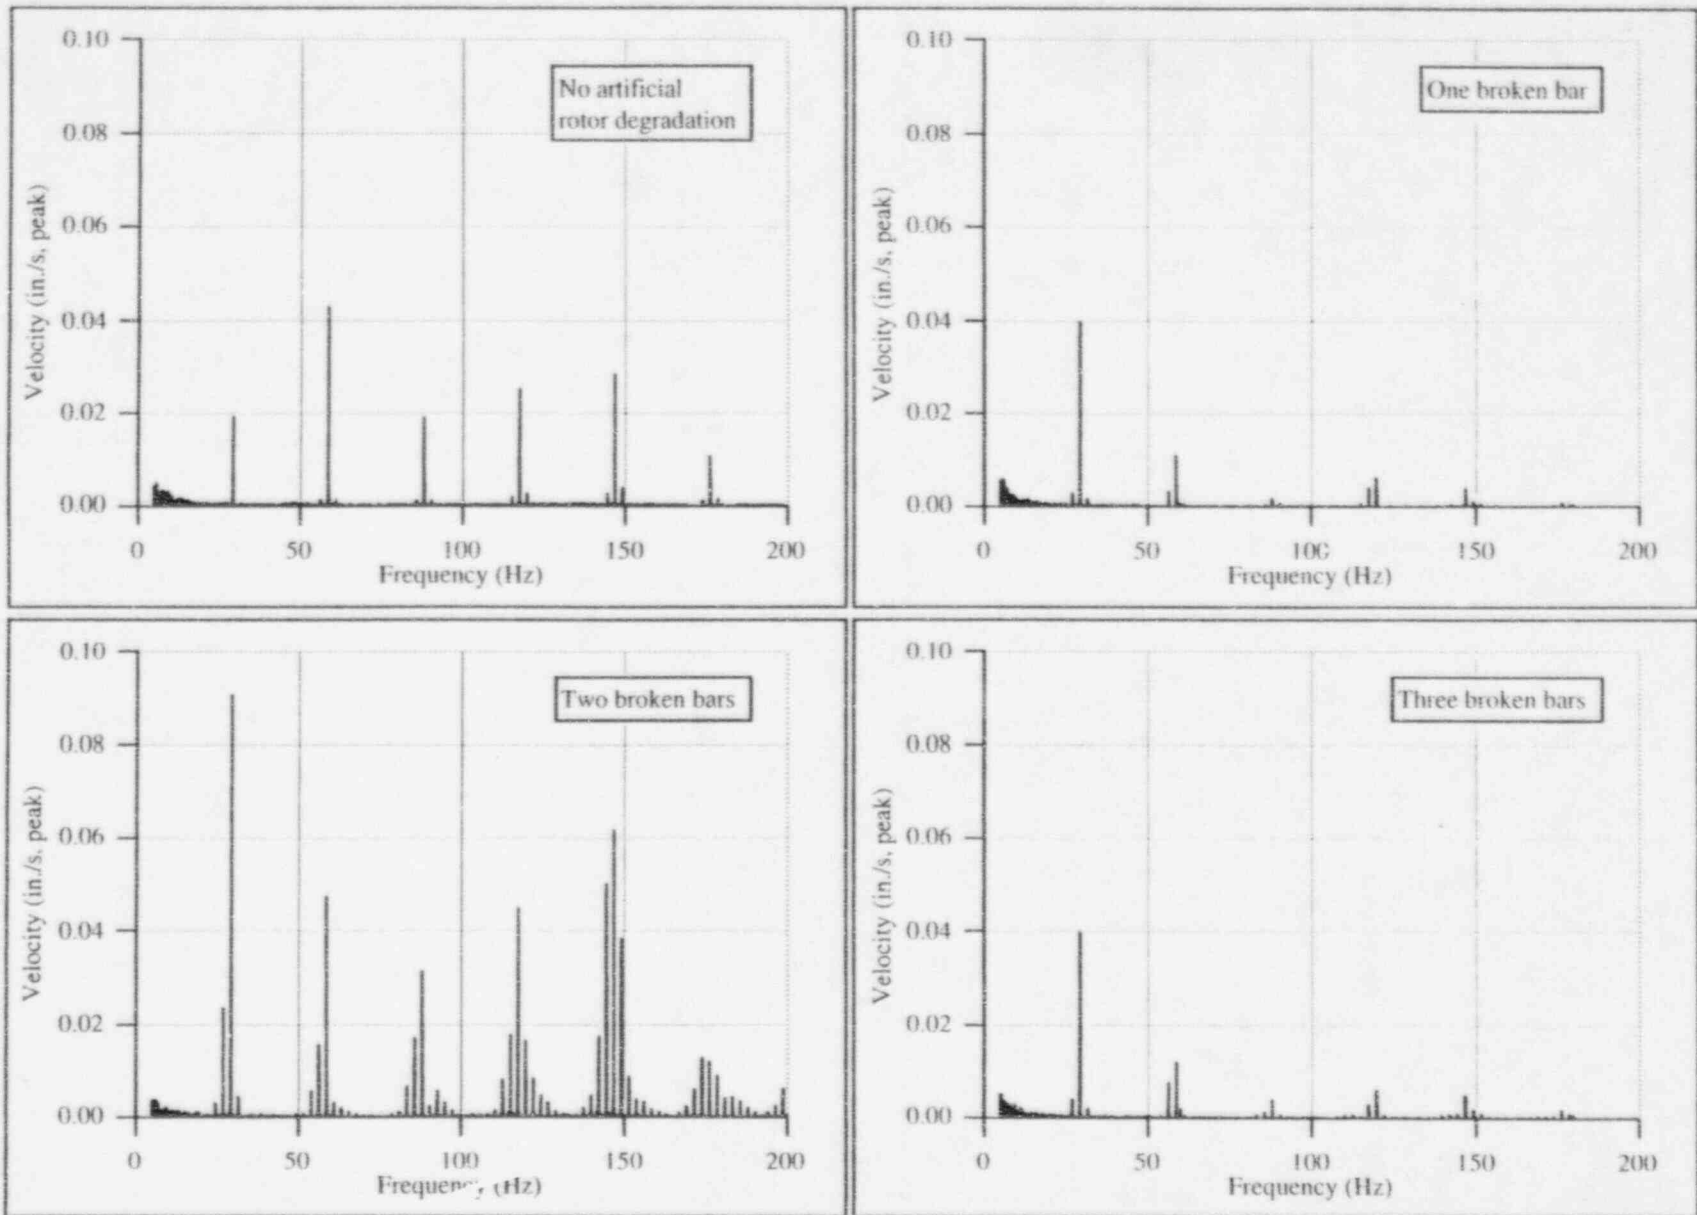 0.10
0.08
0.06
0.04
0.02
0.00
Velocity (in./s, peak)
No artificial
rotor degradation
0 50 100 150 200
Frequency (Hz)
0.10
0.08
0.06
0.04
0.02
0.00
Velocity (in./s, peak)
One broken bar
0 50 100 150 200
Frequency (Hz)
0.10
0.08
0.06
0.04
0.02
0.00
Velocity (in./s, peak)
Two broken bars
0 50 100 150 200
Frequency (Hz)
0.10
0.08
0.06
0.04
0.02
0.00
Velocity (in./s, peak)
Three broken bars
0 50 100 150 200
Frequency (Hz)